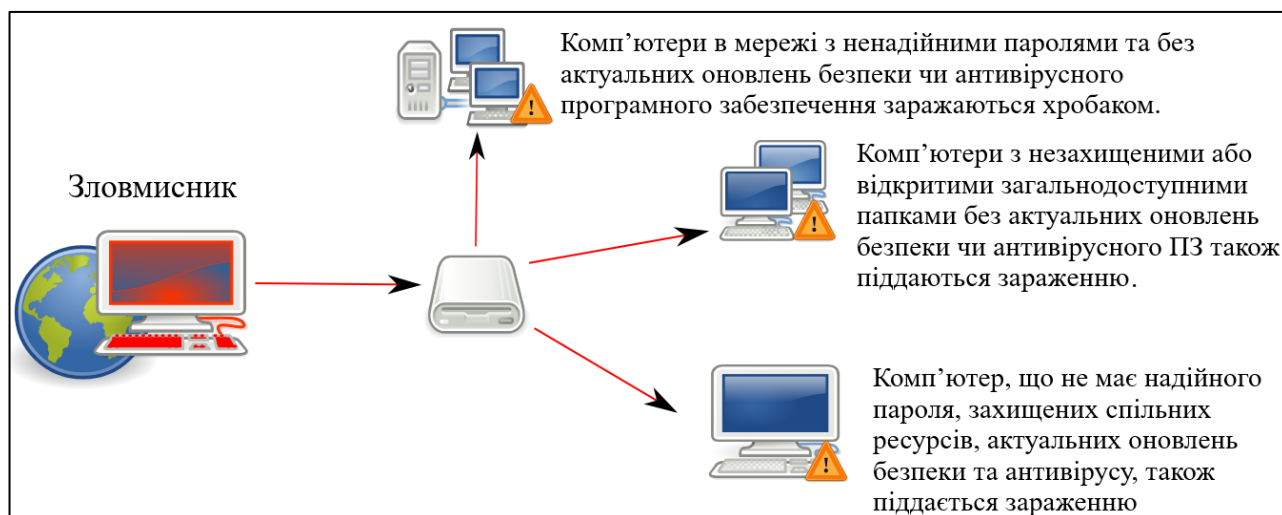 Комп’ютери в мережі з ненадійними паролями та без
актуальних оновлень безпеки чи антивірусного
програмного забезпечення заражаються хробаком.
Зловмисник
Комп’ютери з незахищеними або
відкритими загальнодоступними
папками без актуальних оновлень
безпеки чи антивірусного ПЗ також
піддаються зараженню.
Комп’ютер, що не має надійного
пароля, захищених спільних
ресурсів, актуальних оновлень
безпеки та антивірусу, також
піддається зараженню